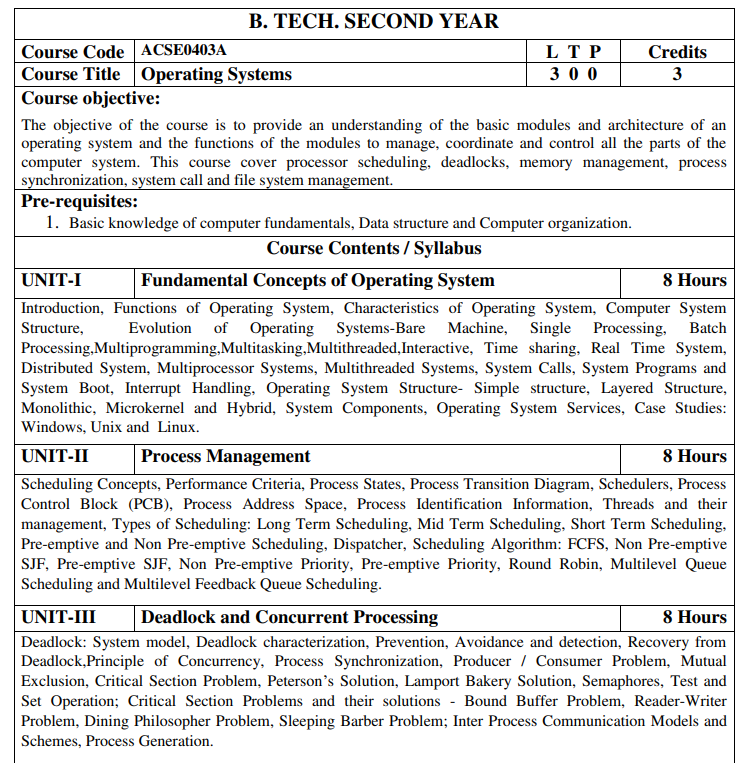 B. TECH. SECOND YEAR
Course Code ACSE0403A L T P Credits
Course Title Operating Systems 3 0 0 3
Course objective:
The objective of the course is to provide an understanding of the basic modules and architecture of an
operating system and the functions of the modules to manage, coordinate and control all the parts of the
computer system. This course cover processor scheduling, deadlocks, memory management, process
synchronization, system call and file system management.
Pre-requisites:
1. Basic knowledge of computer fundamentals, Data structure and Computer organization.
Course Contents / Syllabus
UNIT-I Fundamental Concepts of Operating System 8 Hours
Introduction, Functions of Operating System, Characteristics of Operating System, Computer System
Structure, Evolution of Operating Systems-Bare Machine, Single Processing, Batch
Processing,Multiprogramming,Multitasking,Multithreaded,Interactive, Time sharing, Real Time System,
Distributed System, Multiprocessor Systems, Multithreaded Systems, System Calls, System Programs and
System Boot, Interrupt Handling, Operating System Structure- Simple structure, Layered Structure,
Monolithic, Microkernel and Hybrid, System Components, Operating System Services, Case Studies:
Windows, Unix and Linux.
UNIT-II Process Management 8 Hours
Scheduling Concepts, Performance Criteria, Process States, Process Transition Diagram, Schedulers, Process
Control Block (PCB), Process Address Space, Process Identification Information, Threads and their
management, Types of Scheduling: Long Term Scheduling, Mid Term Scheduling, Short Term Scheduling,
Pre-emptive and Non Pre-emptive Scheduling, Dispatcher, Scheduling Algorithm: FCFS, Non Pre-emptive
SJF, Pre-emptive SJF, Non Pre-emptive Priority, Pre-emptive Priority, Round Robin, Multilevel Queue
Scheduling and Multilevel Feedback Queue Scheduling.
UNIT-III Deadlock and Concurrent Processing 8 Hours
Deadlock: System model, Deadlock characterization, Prevention, Avoidance and detection, Recovery from
Deadlock,Principle of Concurrency, Process Synchronization, Producer / Consumer Problem, Mutual
Exclusion, Critical Section Problem, Peterson’s Solution, Lamport Bakery Solution, Semaphores, Test and
Set Operation; Critical Section Problems and their solutions - Bound Buffer Problem, Reader-Writer
Problem, Dining Philosopher Problem, Sleeping Barber Problem; Inter Process Communication Models and
Schemes, Process Generation.